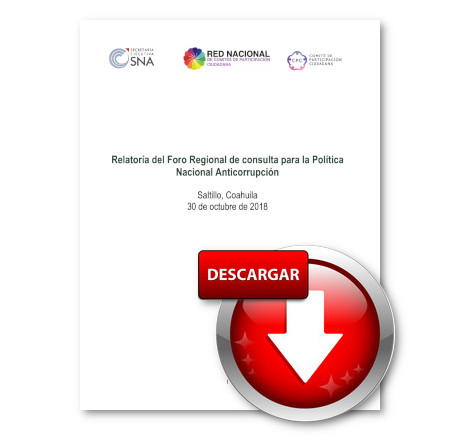 SECRETARÍA
EJECUTIVA
SNA
RED NACIONAL
DE COMITÉS DE PARTICIPACIÓN
CIUDADANA
CPC
COMITÉ DE
PARTICIPACIÓN
CIUDADANA
Relatoría del Foro Regional de consulta para la Política
Nacional Anticorrupción
Saltillo, Coahuila
30 de octubre de 2018
DESCARGAR